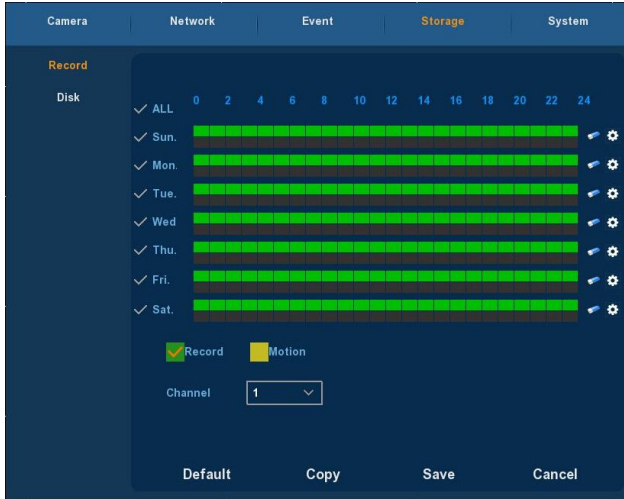 Camera Network Event Storage System
Record
Disk
0 2 4 6 8 10 12 14 16 18 20 22 24
ALL
Sun.
Mon.
Tue.
Wed
Thu.
Fri.
Sat.
Record Motion
Channel 1
Default Copy Save Cancel